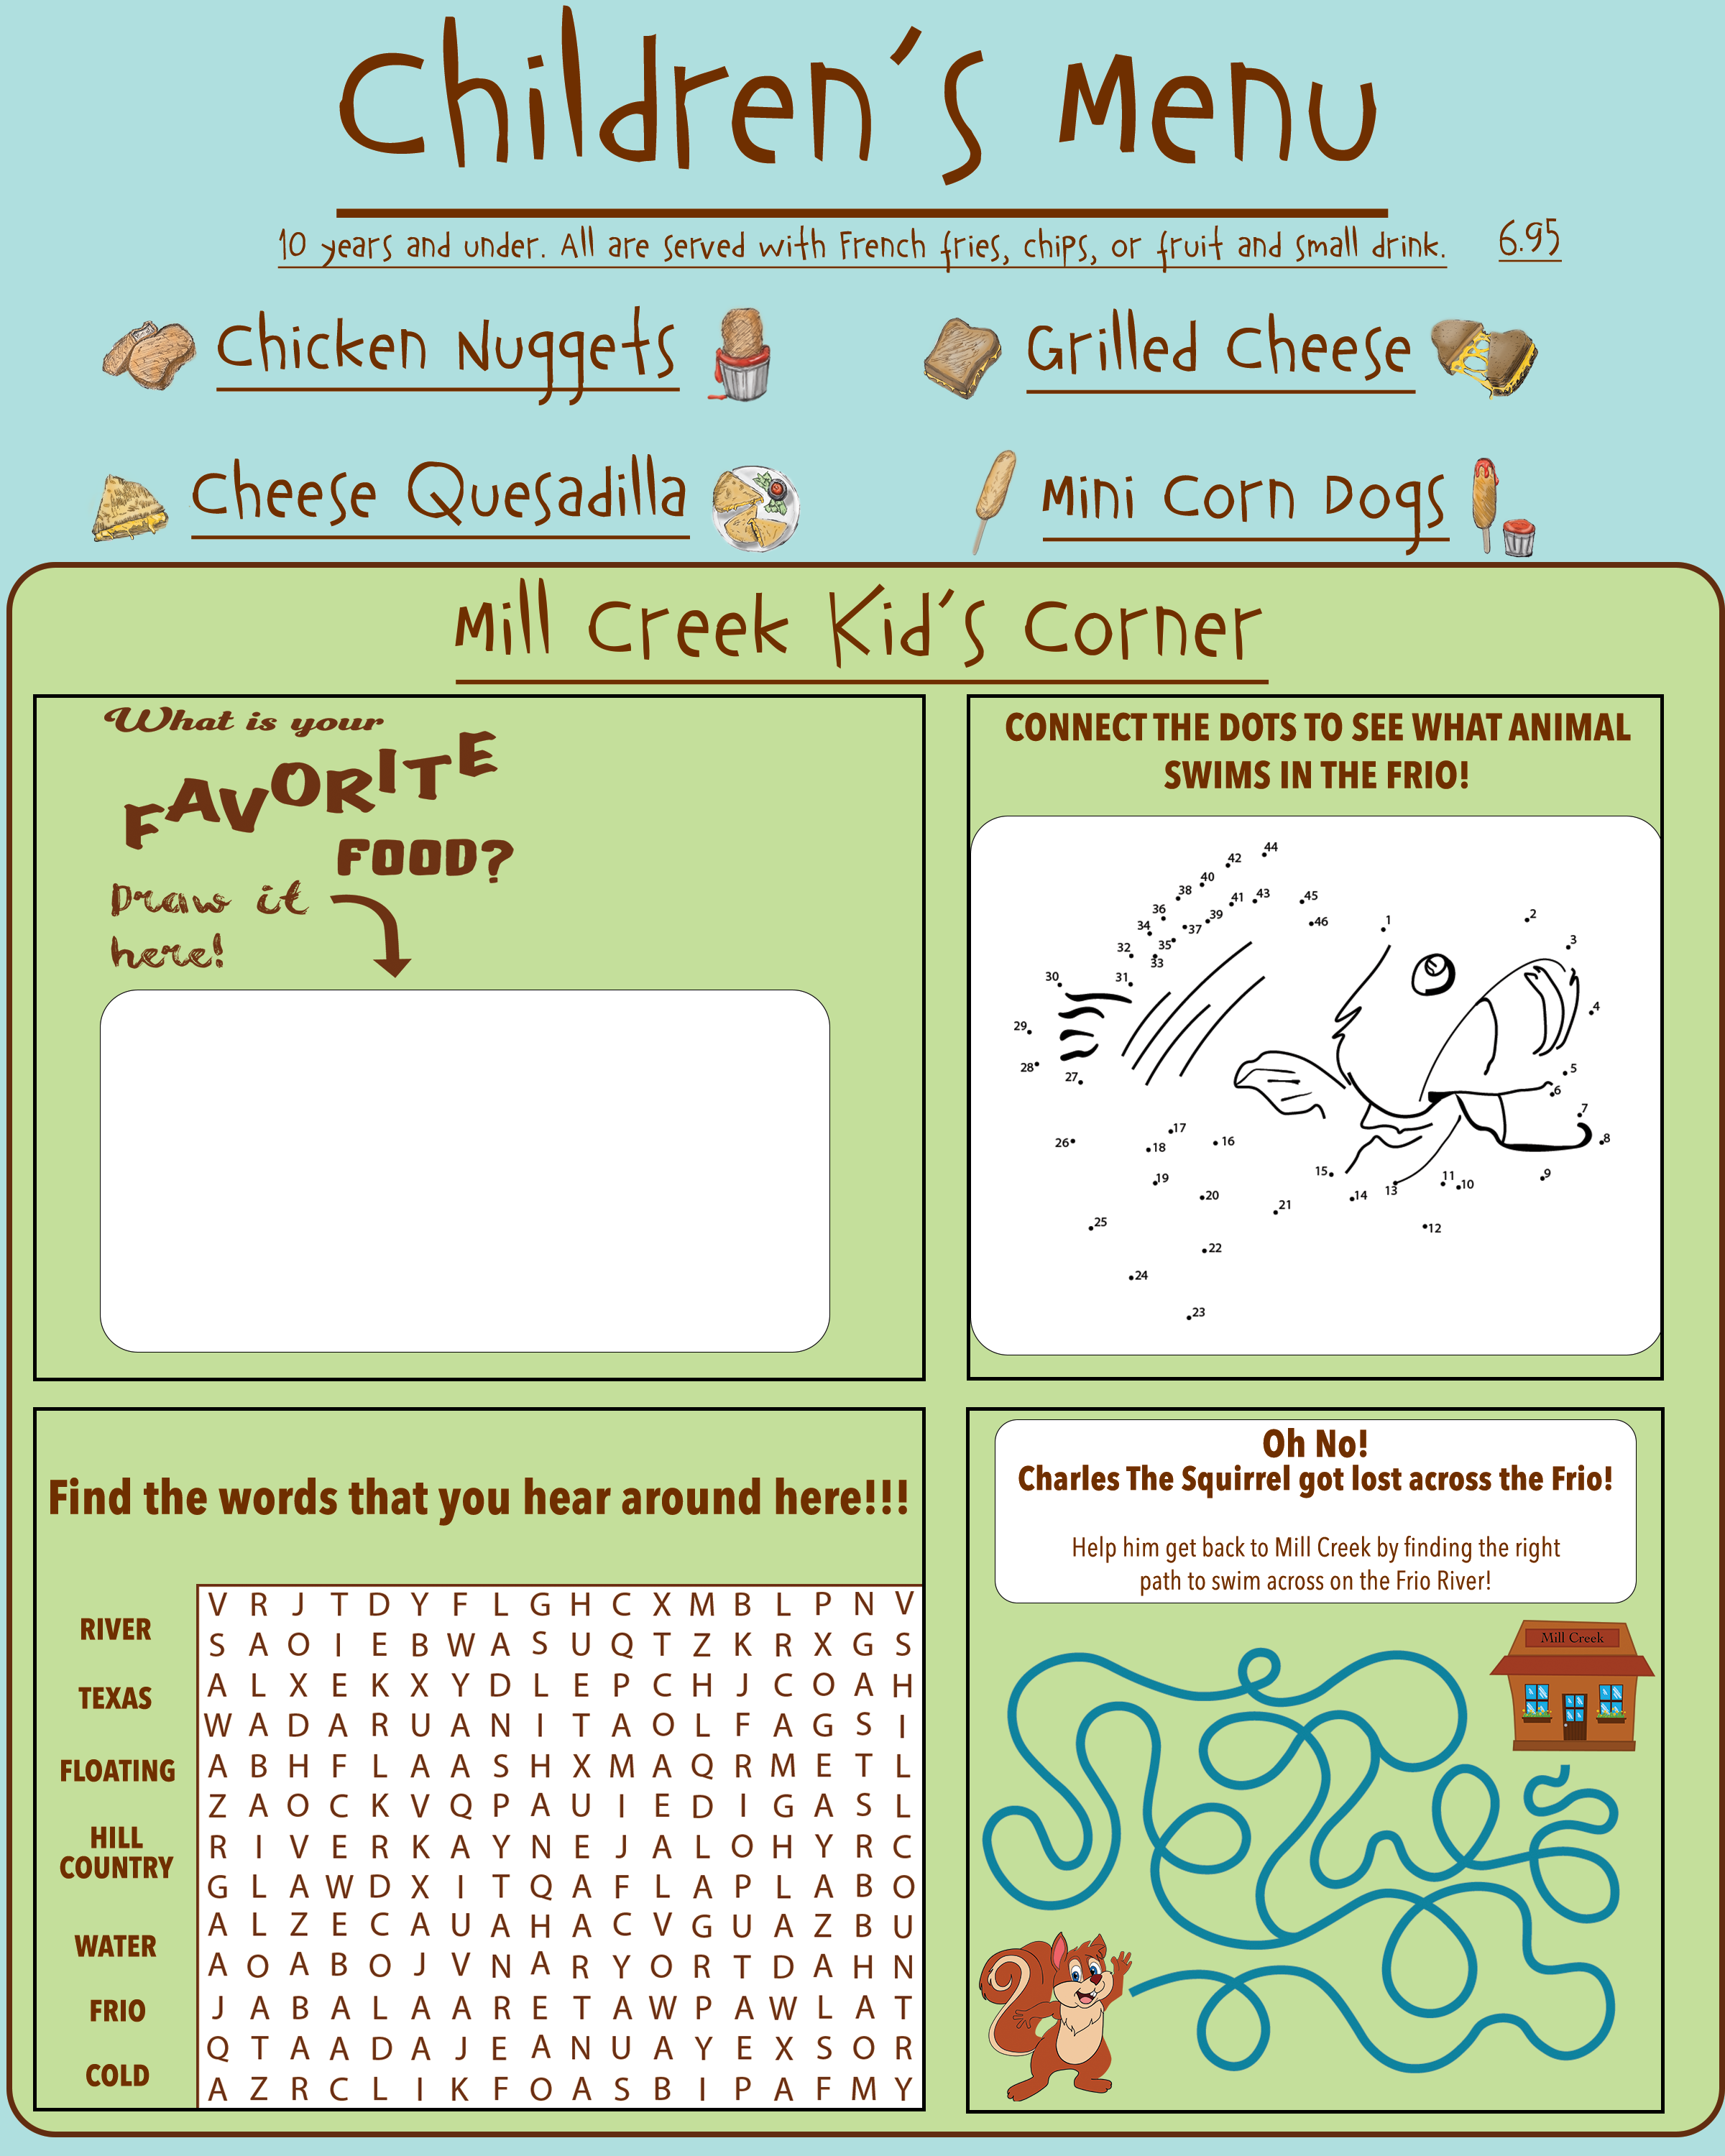 Children's Menu
10 years and under. All are served with French fries, chips, or fruit and small drink. 6.95
Chicken Nuggets
Grilled Cheese
Cheese Quesadilla
Mini Corn Dogs
Mill Creek Kid's Corner
What is your
FAVORITE
FOOD?
Draw it
here!
CONNECT THE DOTS TO SEE WHAT ANIMAL
SWIMS IN THE FRIO!
44
42
40
38
41
43
45
36
39
46
1
2
34
37
35
3
32
33
30
31
4
29
28
27
5
6
7
17
26
18
16
8
15
19
9
11
10
13
14
20
21
25
12
22
24
23
Find the words that you hear around here!!!
RIVER
TEXAS
FLOATING
HILL
COUNTRY
WATER
FRIO
COLD
V R J T D Y F L G H C X M B L P N V
S A O I E B W A S U Q T Z K R X G S
A L X E K X Y D L E P C H J C O A H
W A D A R U A N I T A O L F A G S I
A B H F L A A S H X M A Q R M E T L
Z A O C K V Q P A U I E D I G A S L
R I V E R K A Y N E J A L O H Y R C
G L A W D X I T Q A F L A P L A B O
A L Z E C A U A H A C V G U A Z B U
A O A B O J V N A R Y O R T D A H N
J A B A L A A R E T A W P A W L A T
Q T A A D A J E A N U A Y E X S O R
A Z R C L I K F O A S B I P A F M Y
Oh No!
Charles The Squirrel got lost across the Frio!
Help him get back to Mill Creek by finding the right
path to swim across on the Frio River!
Mill Creek